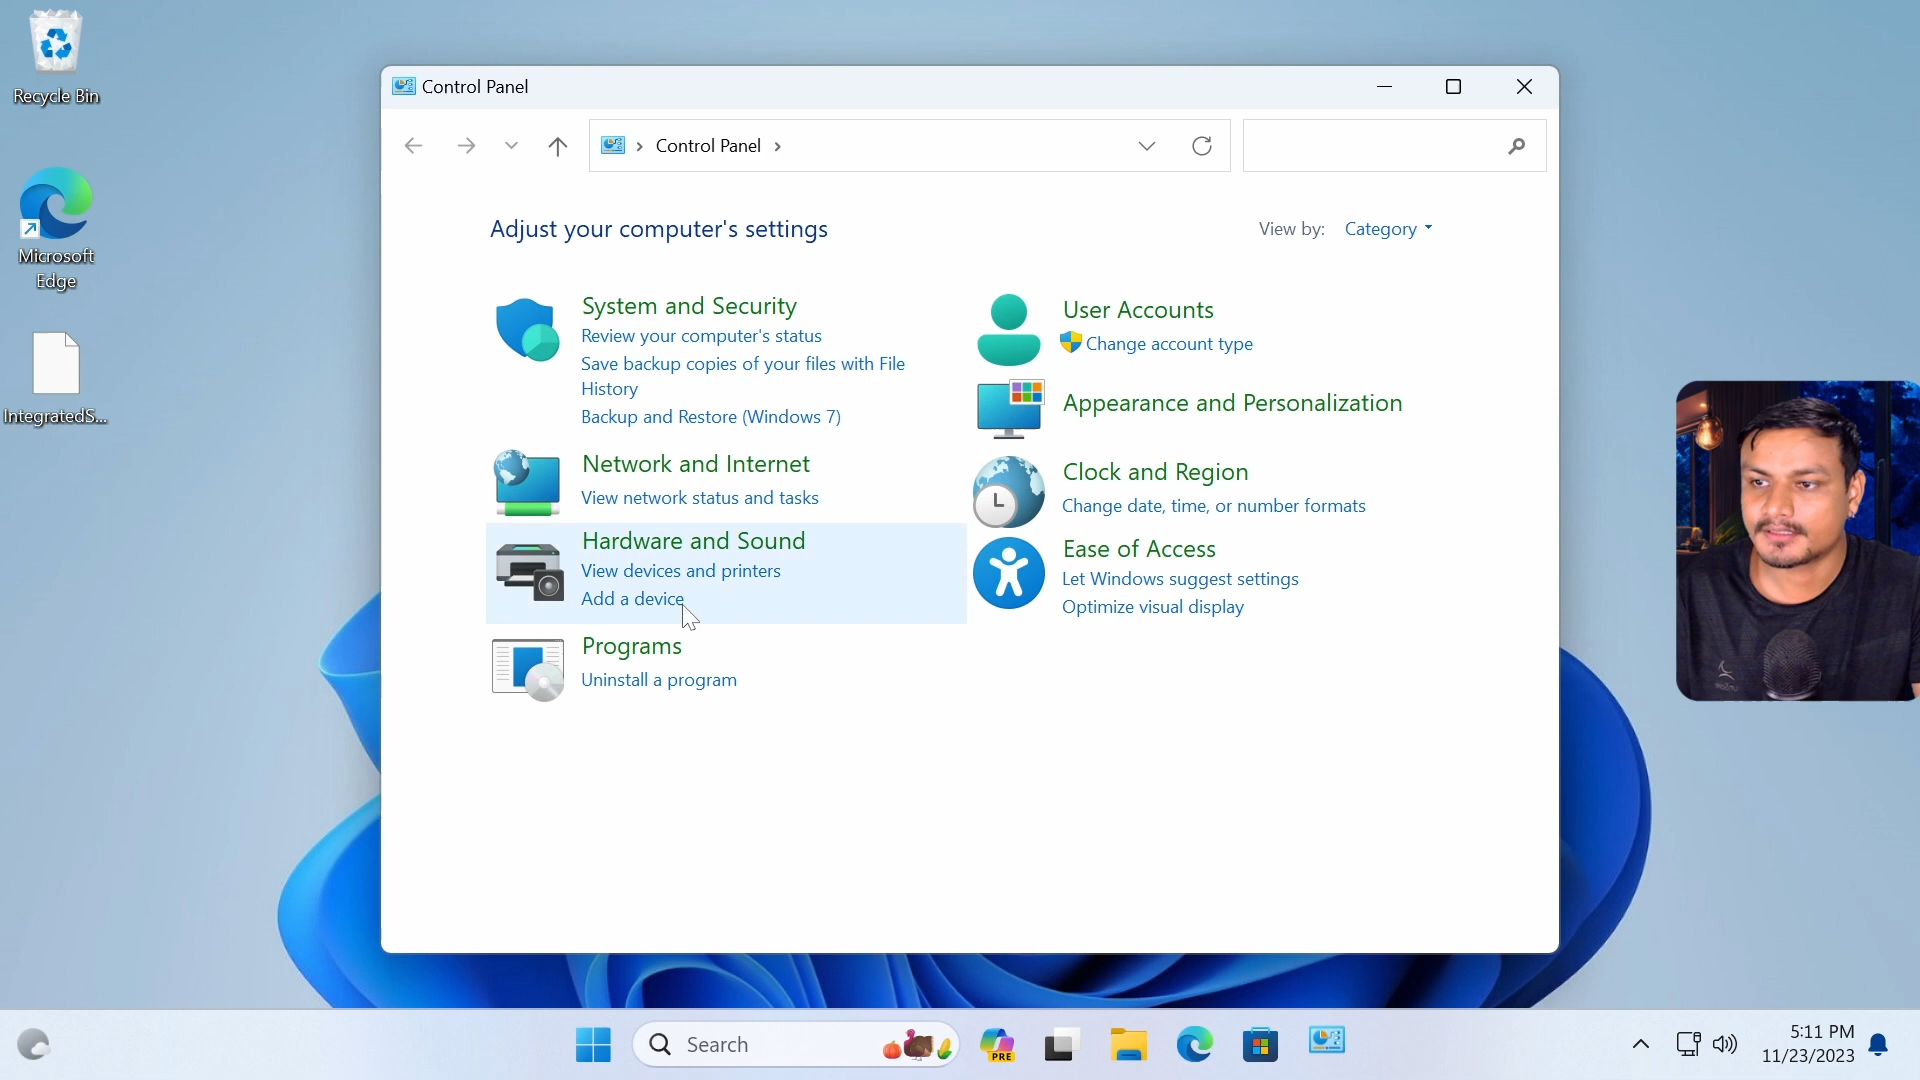 Recycle Bin
Microsoft
Edge
IntegratedS...
Control Panel
Control Panel
Adjust your computer's settings
View by: Category
System and Security
Review your computer's status
Save backup copies of your files with File
History
Backup and Restore (Windows 7)
Network and Internet
View network status and tasks
Hardware and Sound
View devices and printers
Add a device
Programs
Uninstall a program
User Accounts
Change account type
Appearance and Personalization
Clock and Region
Change date, time, or number formats
Ease of Access
Let Windows suggest settings
Optimize visual display
Search
PRE
5:11 PM
11/23/2023